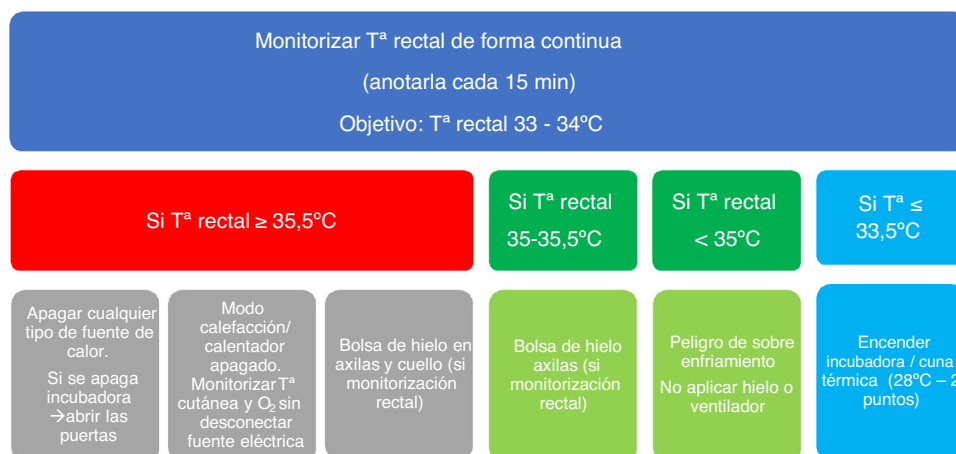 Monitorizar Tª rectal de forma continua
(anotarla cada 15 min)
Objetivo: Tª rectal 33 - 34ºC
Si Tª rectal ≥ 35,5ºC
Si Tª rectal
35-35,5ºC
Si Tª rectal
< 35ºC
Si Tª ≤
33,5ºC
Apagar cualquier
tipo de fuente de
calor.
Si se apaga
incubadora
→abrir las
puertas
Modo
calefacción/
calentador
apagado.
Monitorizar Tª
cutánea y O₂ sin
desconectar
fuente eléctrica
Bolsa de hielo en
axilas y cuello (si
monitorización
rectal)
Bolsa de hielo
axilas (si
monitorización
rectal)
Peligro de sobre
enfriamiento
No aplicar hielo o
ventilador
Encender
incubadora / cuna
térmica (28ºC – 2
puntos)